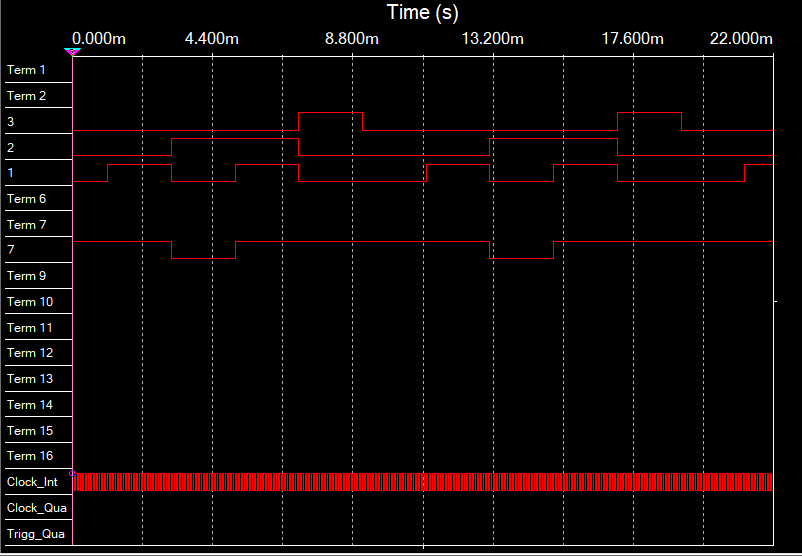 Time (s)
0.000m 4.400m 8.800m 13.200m 17.600m 22.000m
Term 1
Term 2
3
2
1
Term 6
Term 7
7
Term 9
Term 10
Term 11
Term 12
Term 13
Term 14
Term 15
Term 16
Clock_Int
Clock_Qua
Trigg_Qua